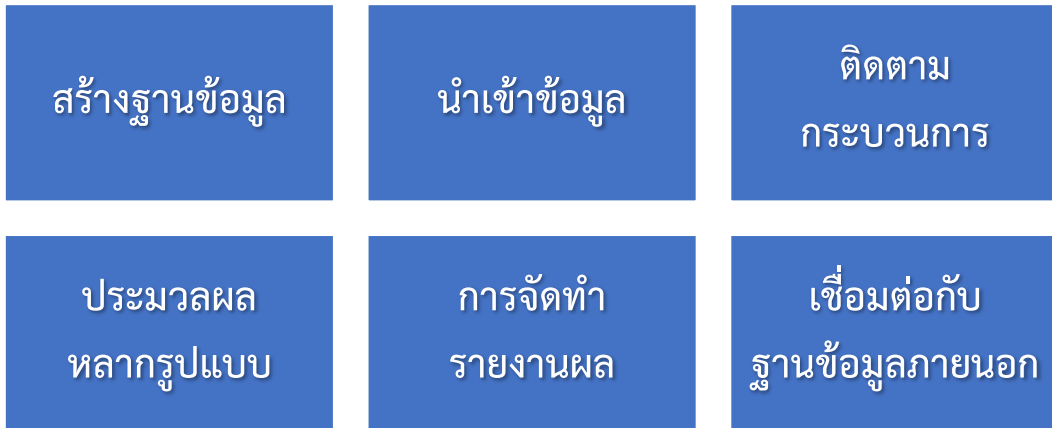 สร้างฐานข้อมูล
นำเข้าข้อมูล
ติดตาม
กระบวนการ
ประมวลผล
หลากรูปแบบ
การจัดทำ
รายงานผล
เชื่อมต่อกับ
ฐานข้อมูลภายนอก